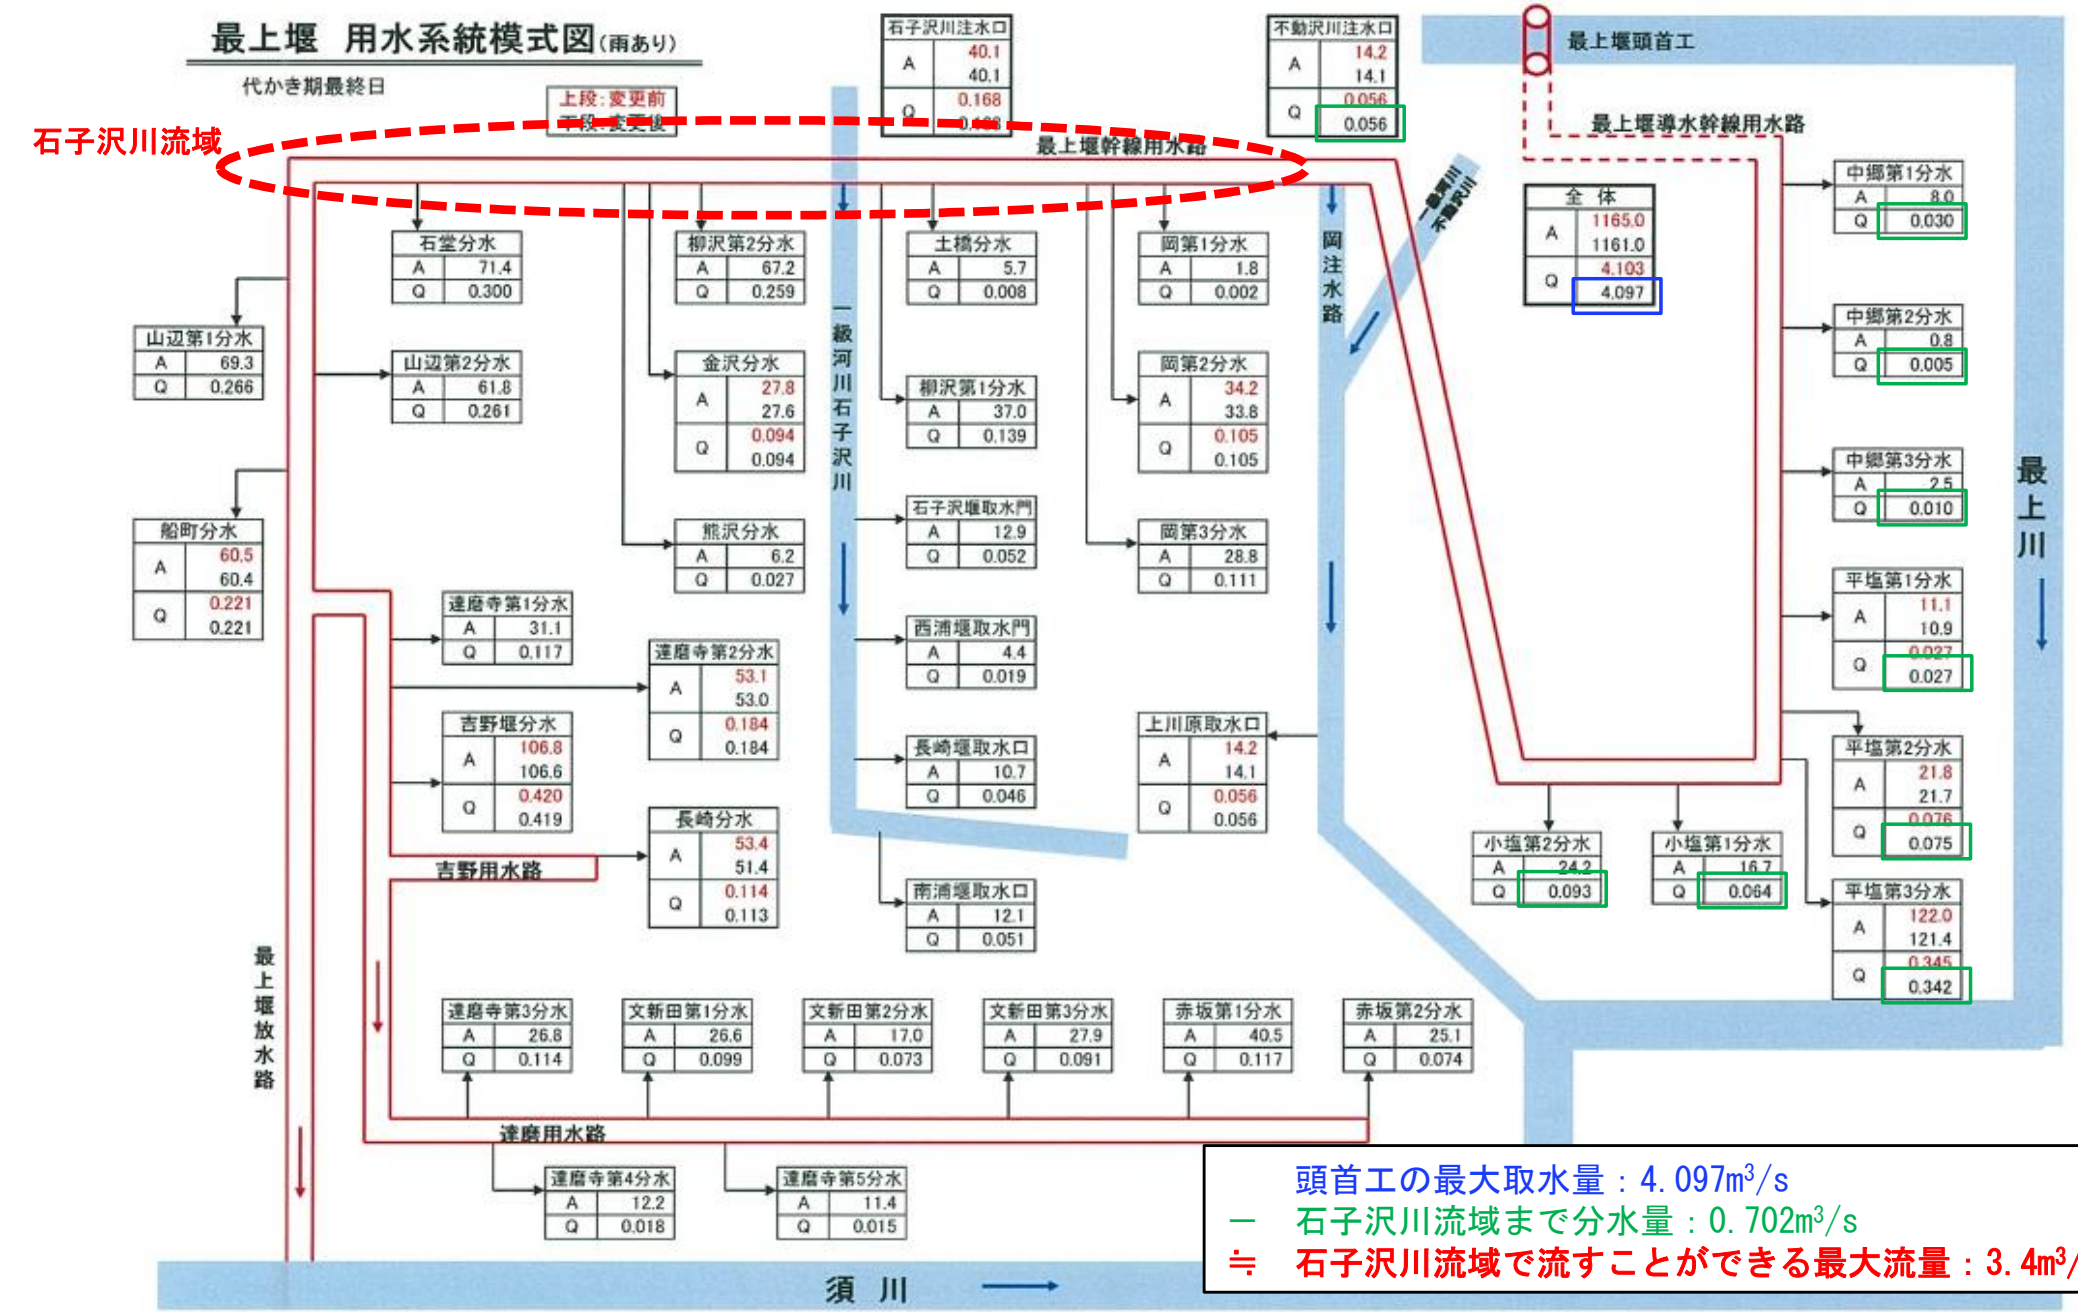 最上堰 用水系統模式図(雨あり)
代かき期最終日
上段:変更前
下段:変更後
石子沢川流域
石子沢川注水口
A 40.1
40.1
Q 0.168
不動沢川注水口
A 14.2
14.1
Q 0.056
0.056
最上堰頭首工
最上堰導水幹線用水路
最上堰幹線用水路
全体
A 1165.0
1161.0
Q 4.103
4.097
中郷第1分水
A 8.0
Q 0.030
中郷第2分水
A 0.8
Q 0.005
中郷第3分水
A 2.5
Q 0.010
平塩第1分水
A 11.1
10.9
Q 0.027
0.027
平塩第2分水
A 21.8
21.7
Q 0.076
0.075
平塩第3分水
A 122.0
121.4
Q 0.345
0.342
小塩第2分水
A 24.2
Q 0.093
小塩第1分水
A 16.7
Q 0.064
最上川
石堂分水
A 71.4
Q 0.300
柳沢第2分水
A 67.2
Q 0.259
土橋分水
A 5.7
Q 0.008
岡第1分水
A 1.8
Q 0.002
岡注水路
一級河川石子沢川
山辺第1分水
A 69.3
Q 0.266
山辺第2分水
A 61.8
Q 0.261
金沢分水
A 27.8
27.6
Q 0.094
0.094
柳沢第1分水
A 37.0
Q 0.139
岡第2分水
A 34.2
33.8
Q 0.105
0.105
船町分水
A 60.5
60.4
Q 0.221
0.221
熊沢分水
A 6.2
Q 0.027
石子沢堰取水門
A 12.9
Q 0.052
岡第3分水
A 28.8
Q 0.111
達磨寺第1分水
A 31.1
Q 0.117
達磨寺第2分水
A 53.1
53.0
Q 0.184
0.184
西浦堰取水門
A 4.4
Q 0.019
吉野堰分水
A 106.8
106.6
Q 0.420
0.419
長崎堰取水口
A 10.7
Q 0.046
上川原取水口
A 14.2
14.1
Q 0.056
0.056
長崎分水
A 53.4
51.4
Q 0.114
0.113
吉野用水路
南浦堰取水口
A 12.1
Q 0.051
最上堰放水路
達磨寺第3分水
A 26.8
Q 0.114
文新田第1分水
A 26.6
Q 0.099
文新田第2分水
A 17.0
Q 0.073
文新田第3分水
A 27.9
Q 0.091
赤坂第1分水
A 40.5
Q 0.117
赤坂第2分水
A 25.1
Q 0.074
達磨用水路
達磨寺第4分水
A 12.2
Q 0.018
達磨寺第5分水
A 11.4
Q 0.015
須川
頭首工の最大取水量：4.097m³/s
－ 石子沢川流域まで分水量：0.702m³/s
≒ 石子沢川流域で流すことができる最大流量：3.4m³/